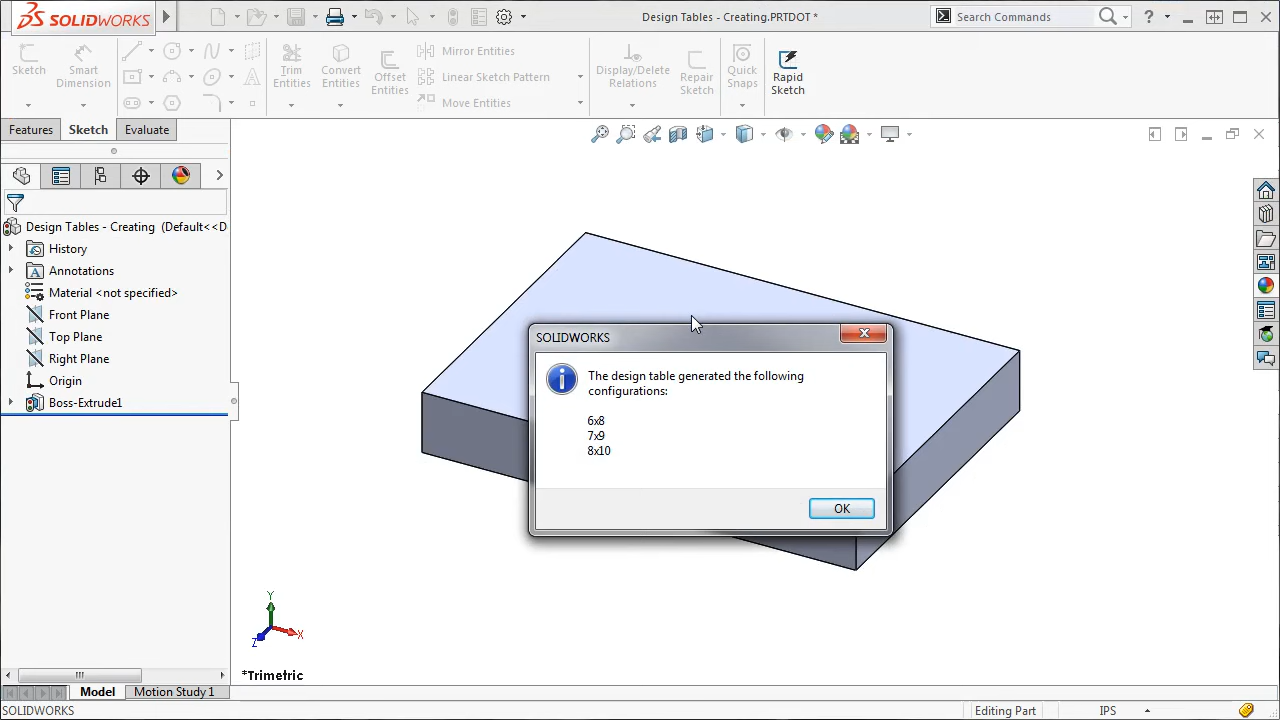 SOLIDWORKS
Design Tables - Creating.PRTDOT *
Search Commands
Sketch
Smart Dimension
Trim Entities
Convert Entities
Offset Entities
Mirror Entities
Linear Sketch Pattern
Move Entities
Display/Delete Relations
Repair Sketch
Quick Snaps
Rapid Sketch
Features
Sketch
Evaluate
Design Tables - Creating (Default<<D
History
Annotations
Material <not specified>
Front Plane
Top Plane
Right Plane
Origin
Boss-Extrude1
SOLIDWORKS
The design table generated the following
configurations:
6x8
7x9
8x10
OK
Y
X
Z
*Trimetric
Model
Motion Study 1
SOLIDWORKS
Editing Part
IPS